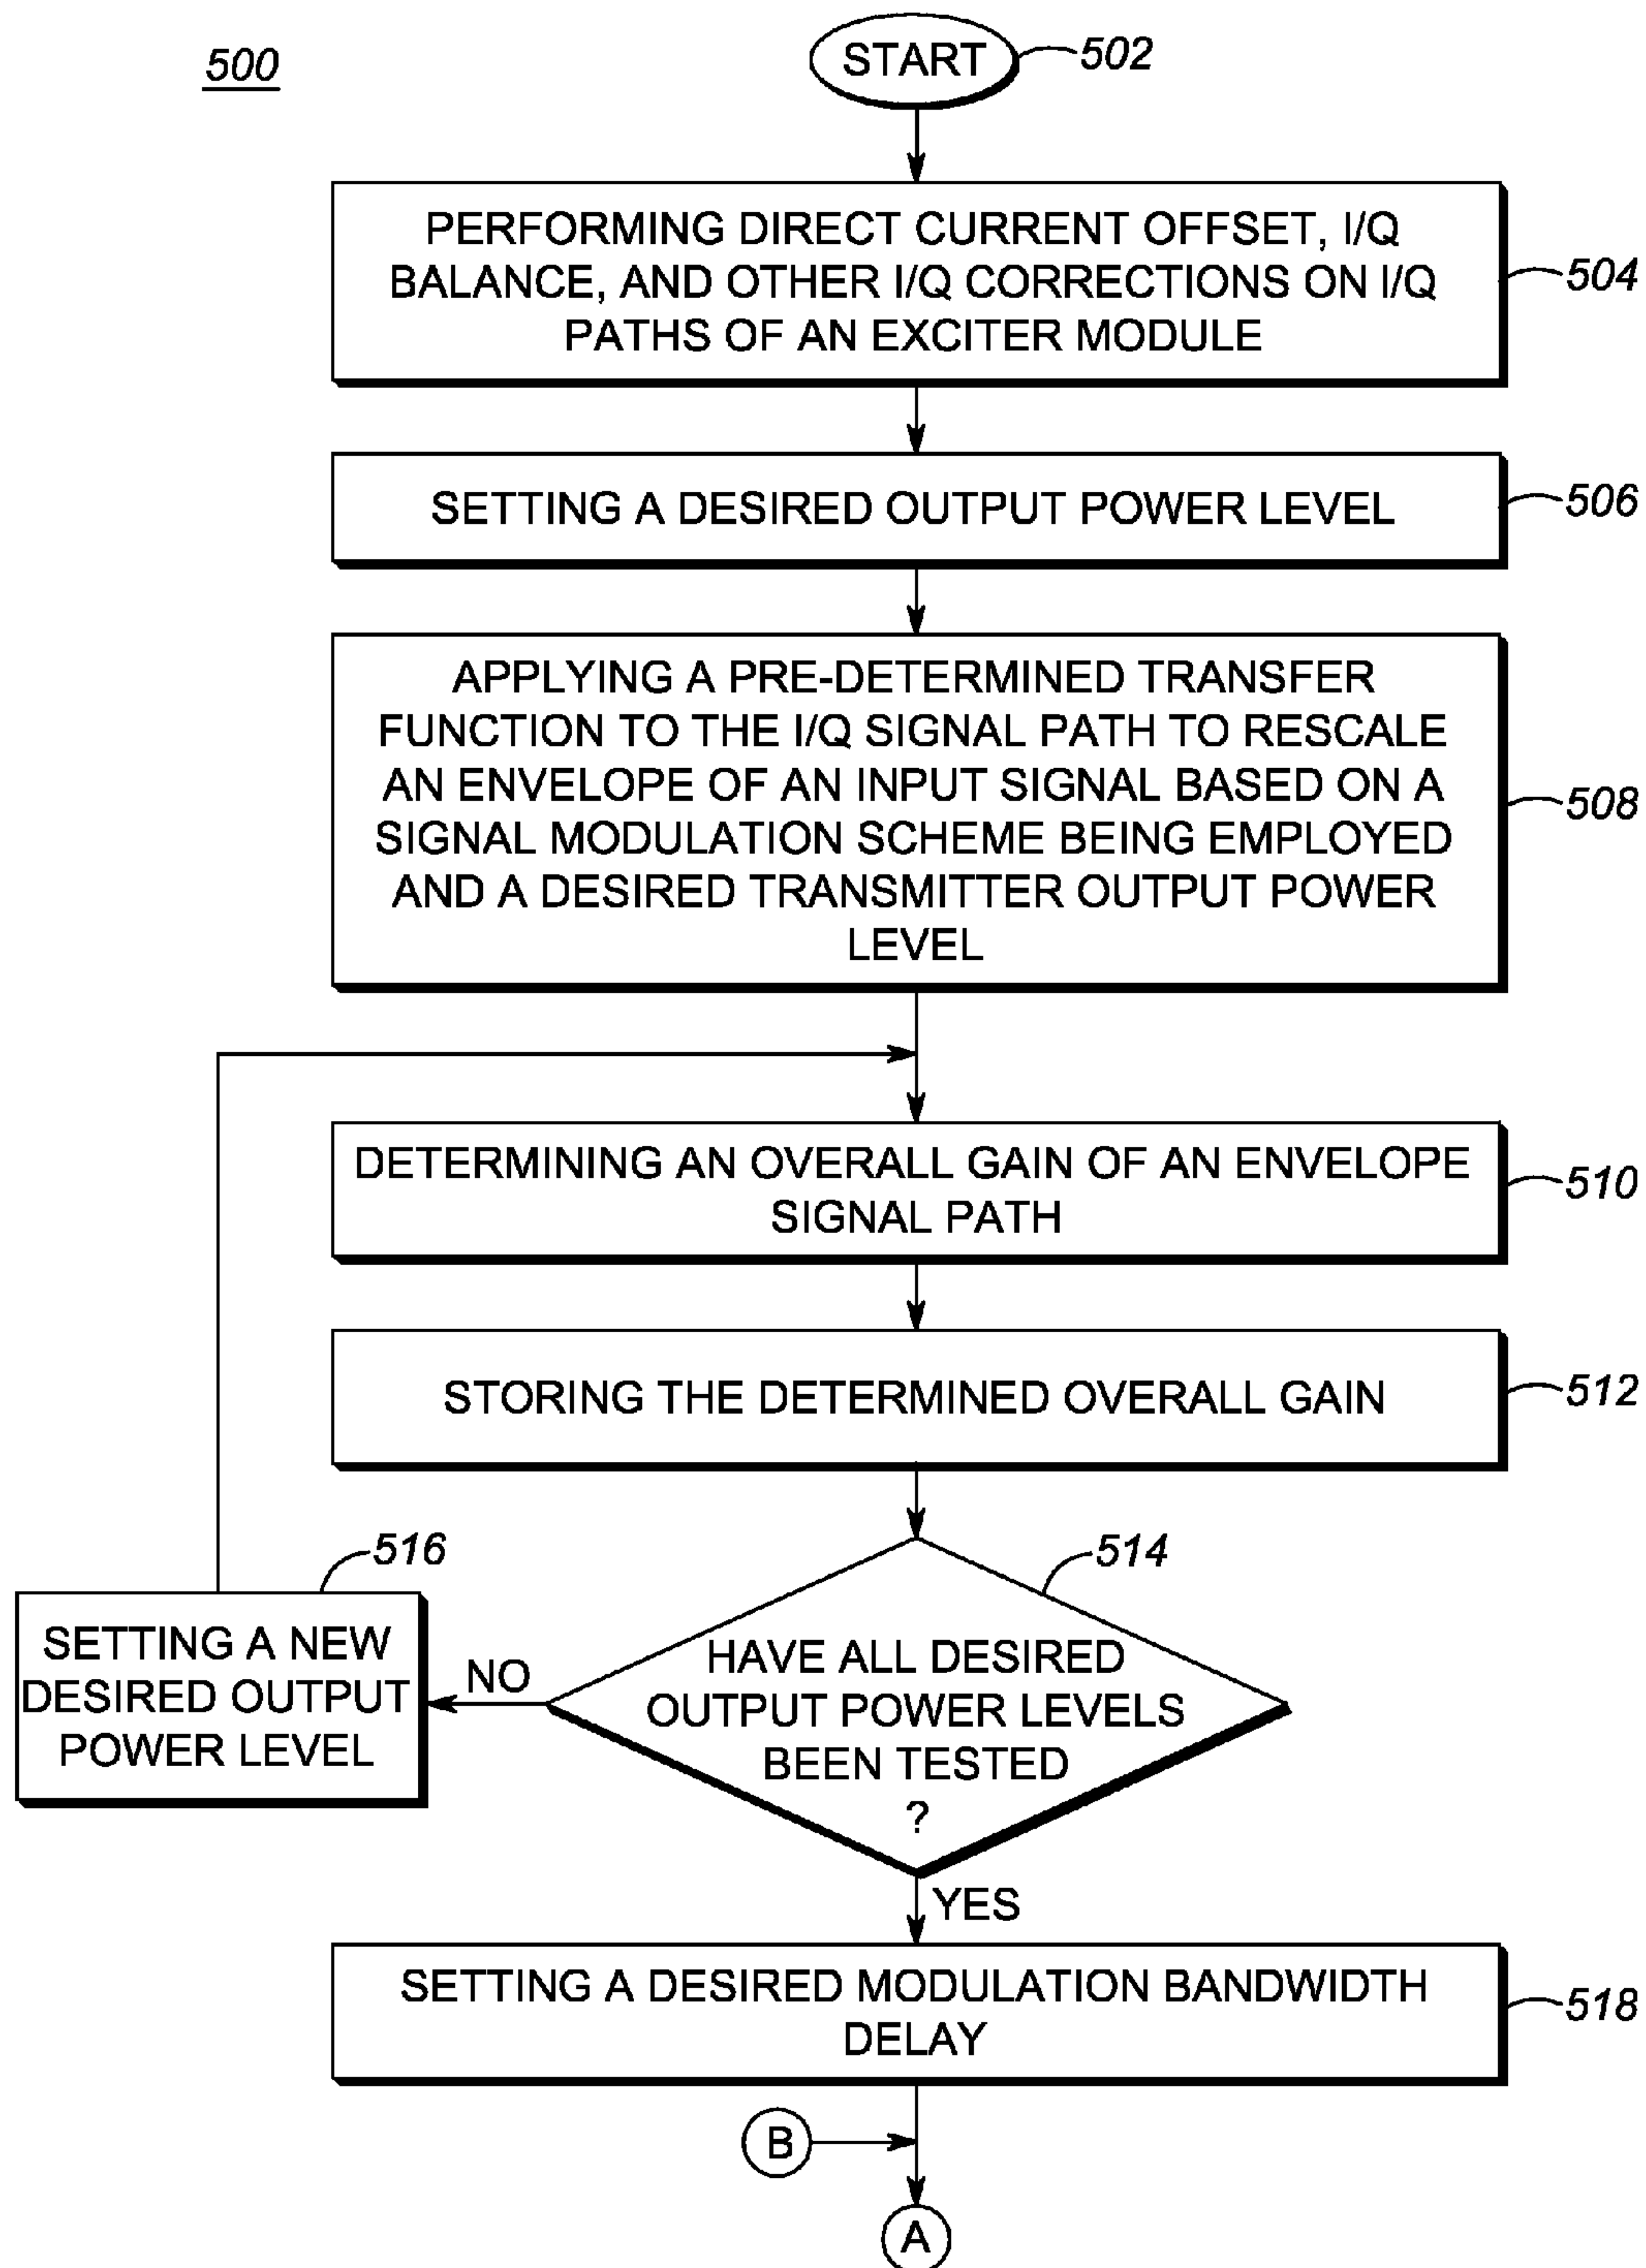 500
START
502
PERFORMING DIRECT CURRENT OFFSET, I/Q
BALANCE, AND OTHER I/Q CORRECTIONS ON I/Q
PATHS OF AN EXCITER MODULE
504
SETTING A DESIRED OUTPUT POWER LEVEL
506
APPLYING A PRE-DETERMINED TRANSFER
FUNCTION TO THE I/Q SIGNAL PATH TO RESCALE
AN ENVELOPE OF AN INPUT SIGNAL BASED ON A
SIGNAL MODULATION SCHEME BEING EMPLOYED
AND A DESIRED TRANSMITTER OUTPUT POWER
LEVEL
508
DETERMINING AN OVERALL GAIN OF AN ENVELOPE
SIGNAL PATH
510
STORING THE DETERMINED OVERALL GAIN
512
516
SETTING A NEW
DESIRED OUTPUT
POWER LEVEL
NO
514
HAVE ALL DESIRED
OUTPUT POWER LEVELS
BEEN TESTED
?
YES
SETTING A DESIRED MODULATION BANDWIDTH
DELAY
518
B
A